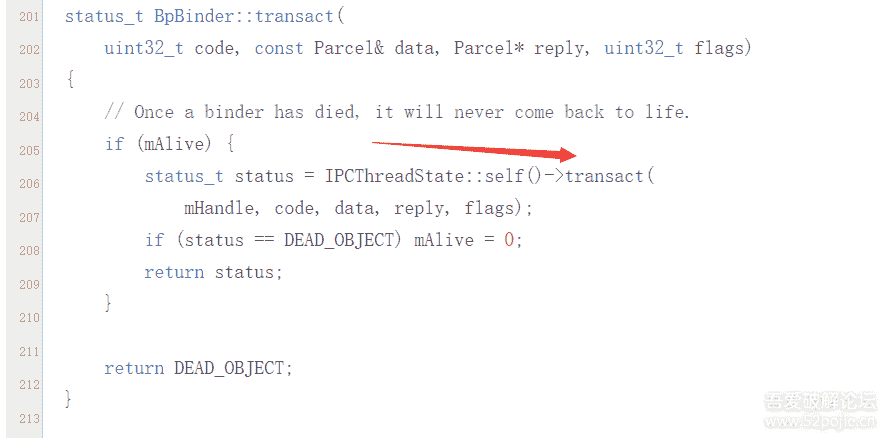 201 status_t BpBinder::transact(
202     uint32_t code, const Parcel& data, Parcel* reply, uint32_t flags)
203 {
204     // Once a binder has died, it will never come back to life.
205     if (mAlive) {
206         status_t status = IPCThreadState::self()->transact(
207             mHandle, code, data, reply, flags);
208         if (status == DEAD_OBJECT) mAlive = 0;
209         return status;
210     }
211
212     return DEAD_OBJECT;
213 }
吾爱破解论坛
www.52pojie.cn